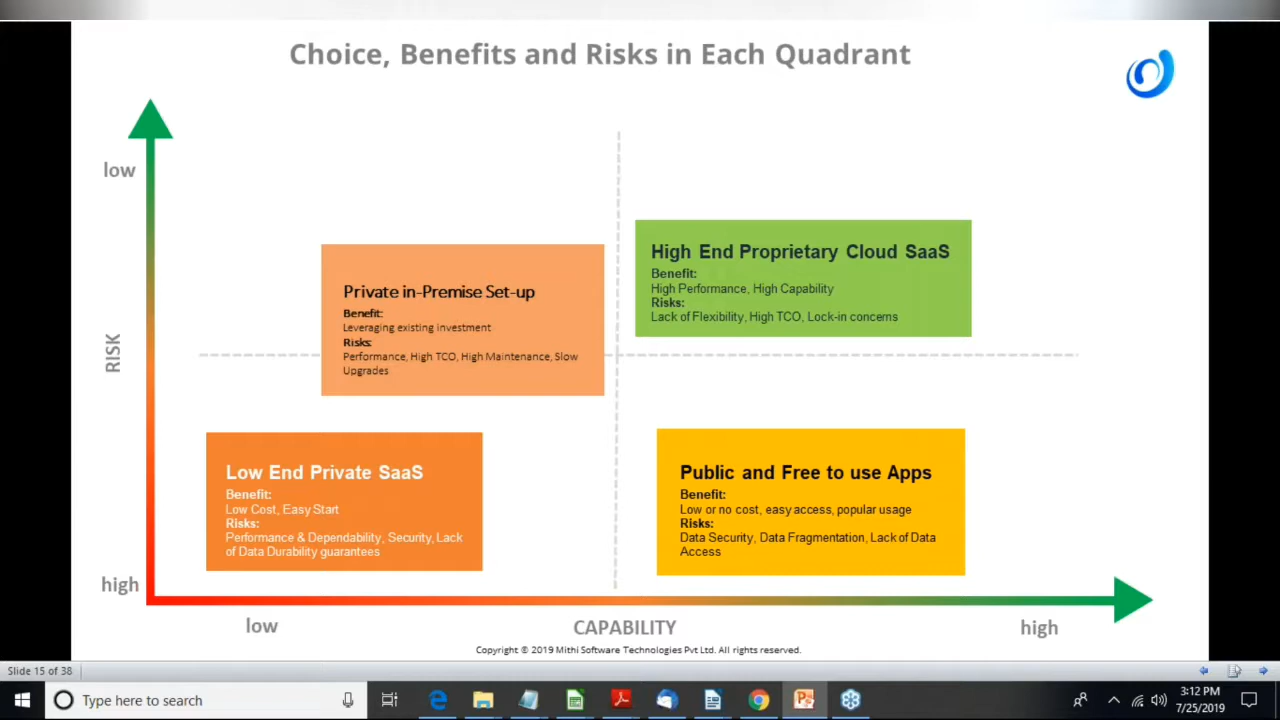 Choice, Benefits and Risks in Each Quadrant
low
High End Proprietary Cloud SaaS
Benefit:
High Performance, High Capability
Risks:
Lack of Flexibility, High TCO, Lock-in concerns
Private in-Premise Set-up
Benefit:
Leveraging existing investment
Risks:
Performance, High TCO, High Maintenance, Slow
Upgrades
RISK
Low End Private SaaS
Benefit:
Low Cost, Easy Start
Risks:
Performance & Dependability, Security, Lack
of Data Durability guarantees
Public and Free to use Apps
Benefit:
Low or no cost, easy access, popular usage
Risks:
Data Security, Data Fragmentation, Lack of Data
Access
high
low
CAPABILITY
high
Copyright © 2019 Mithi Software Technologies Pvt Ltd. All rights reserved.
Slide 15 of 38
Type here to search
3:12 PM
7/25/2019